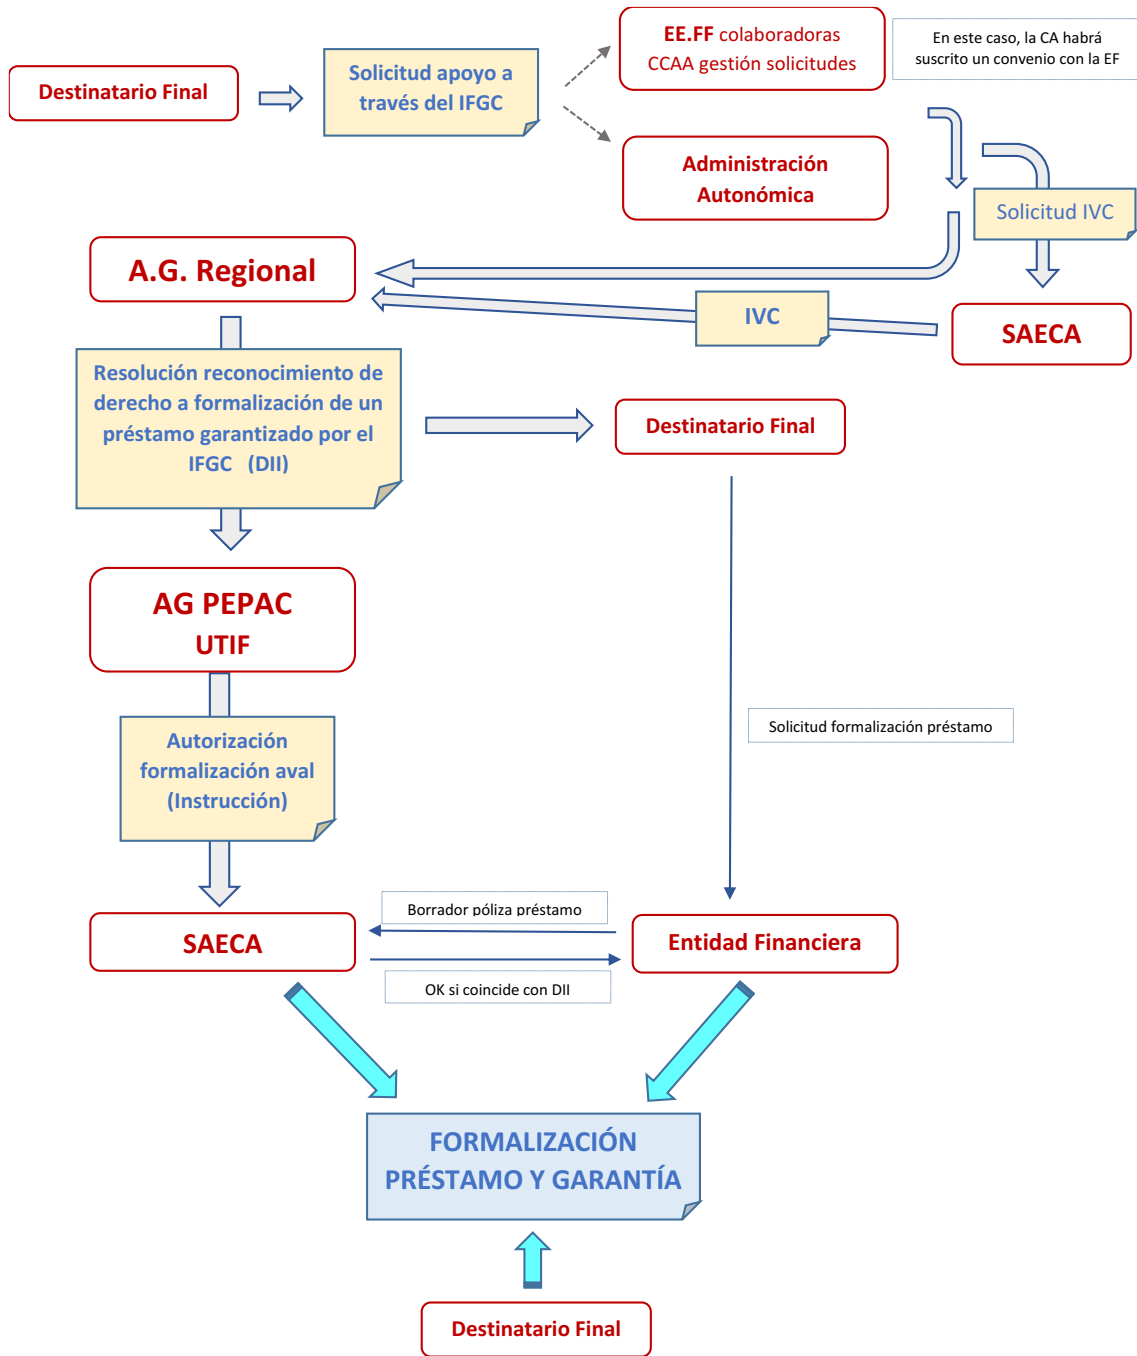 Destinatario Final
Solicitud apoyo a
través del IFGC
EE.FF colaboradoras
CCAA gestión solicitudes
En este caso, la CA habrá
suscrito un convenio con la EF
Administración
Autonómica
Solicitud IVC
A.G. Regional
IVC
SAECA
Resolución reconocimiento de
derecho a formalización de un
préstamo garantizado por el
IFGC (DII)
Destinatario Final
AG PEPAC
UTIF
Solicitud formalización préstamo
Autorización
formalización aval
(Instrucción)
Borrador póliza préstamo
SAECA
Entidad Financiera
OK si coincide con DII
FORMALIZACIÓN
PRÉSTAMO Y GARANTÍA
Destinatario Final